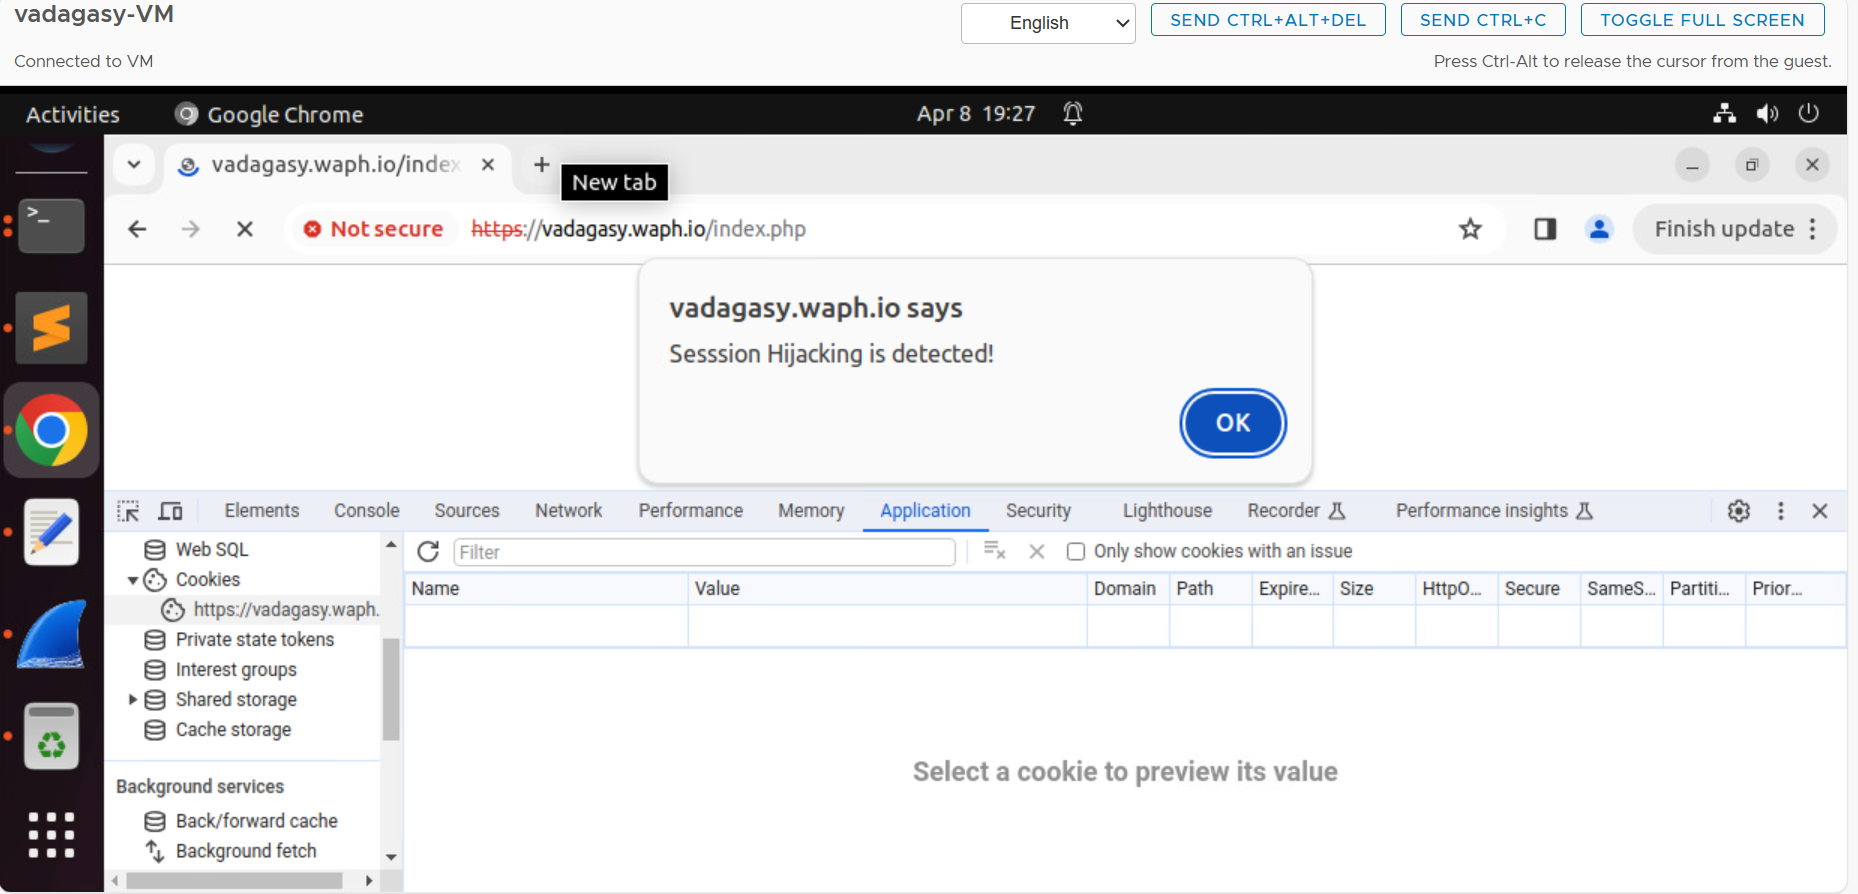 vadagasy-VM
English
SEND CTRL+ALT+DEL
SEND CTRL+C
TOGGLE FULL SCREEN
Connected to VM
Press Ctrl-Alt to release the cursor from the guest.
Activities
Google Chrome
Apr 8 19:27
vadagasy.waph.io/index
New tab
Not secure
https://vadagasy.waph.io/index.php
Finish update
vadagasy.waph.io says
Sesssion Hijacking is detected!
OK
Elements
Console
Sources
Network
Performance
Memory
Application
Security
Lighthouse
Recorder
Performance insights
Web SQL
Cookies
https://vadagasy.waph.
Private state tokens
Interest groups
Shared storage
Cache storage
Background services
Back/forward cache
Background fetch
Filter
Only show cookies with an issue
Name
Value
Domain
Path
Expire...
Size
HttpO...
Secure
SameS...
Partiti...
Prior...
Select a cookie to preview its value